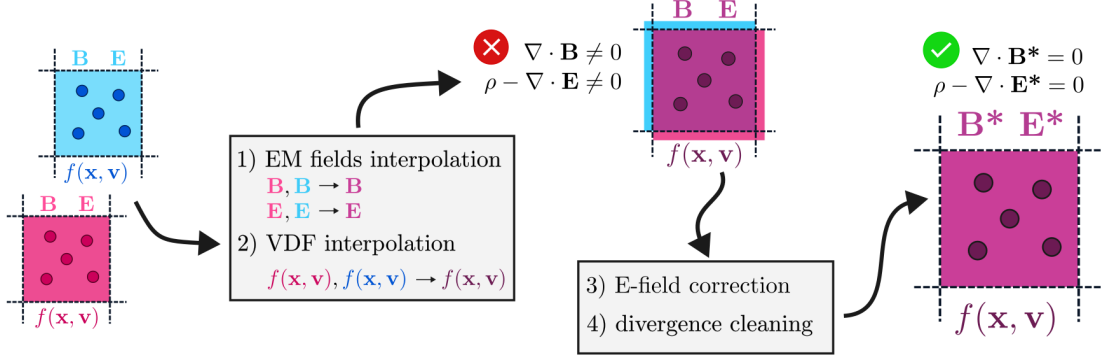 B E
f(x, v)
B E
f(x, v)
1) EM fields interpolation
B, B → B
E, E → E
2) VDF interpolation
f(x, v), f(x, v) → f(x, v)
∇ · B ≠ 0
ρ − ∇ · E ≠ 0
B E
f(x, v)
3) E-field correction
4) divergence cleaning
∇ · B* = 0
ρ − ∇ · E* = 0
B* E*
f(x, v)